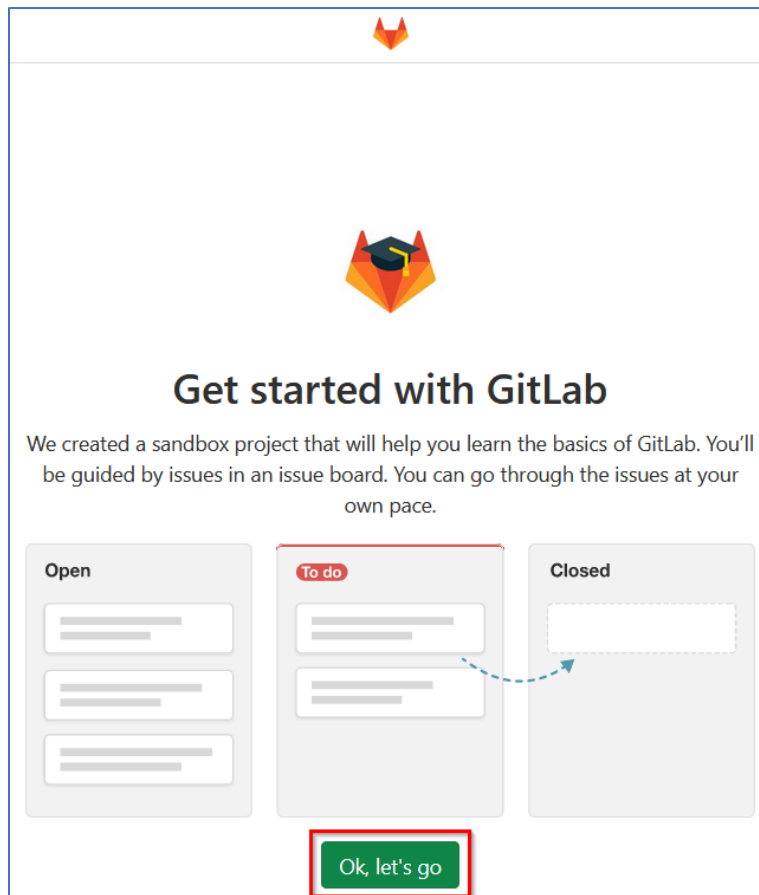 Get started with GitLab
We created a sandbox project that will help you learn the basics of GitLab. You'll
be guided by issues in an issue board. You can go through the issues at your
own pace.
Open
To do
Closed
Ok, let's go